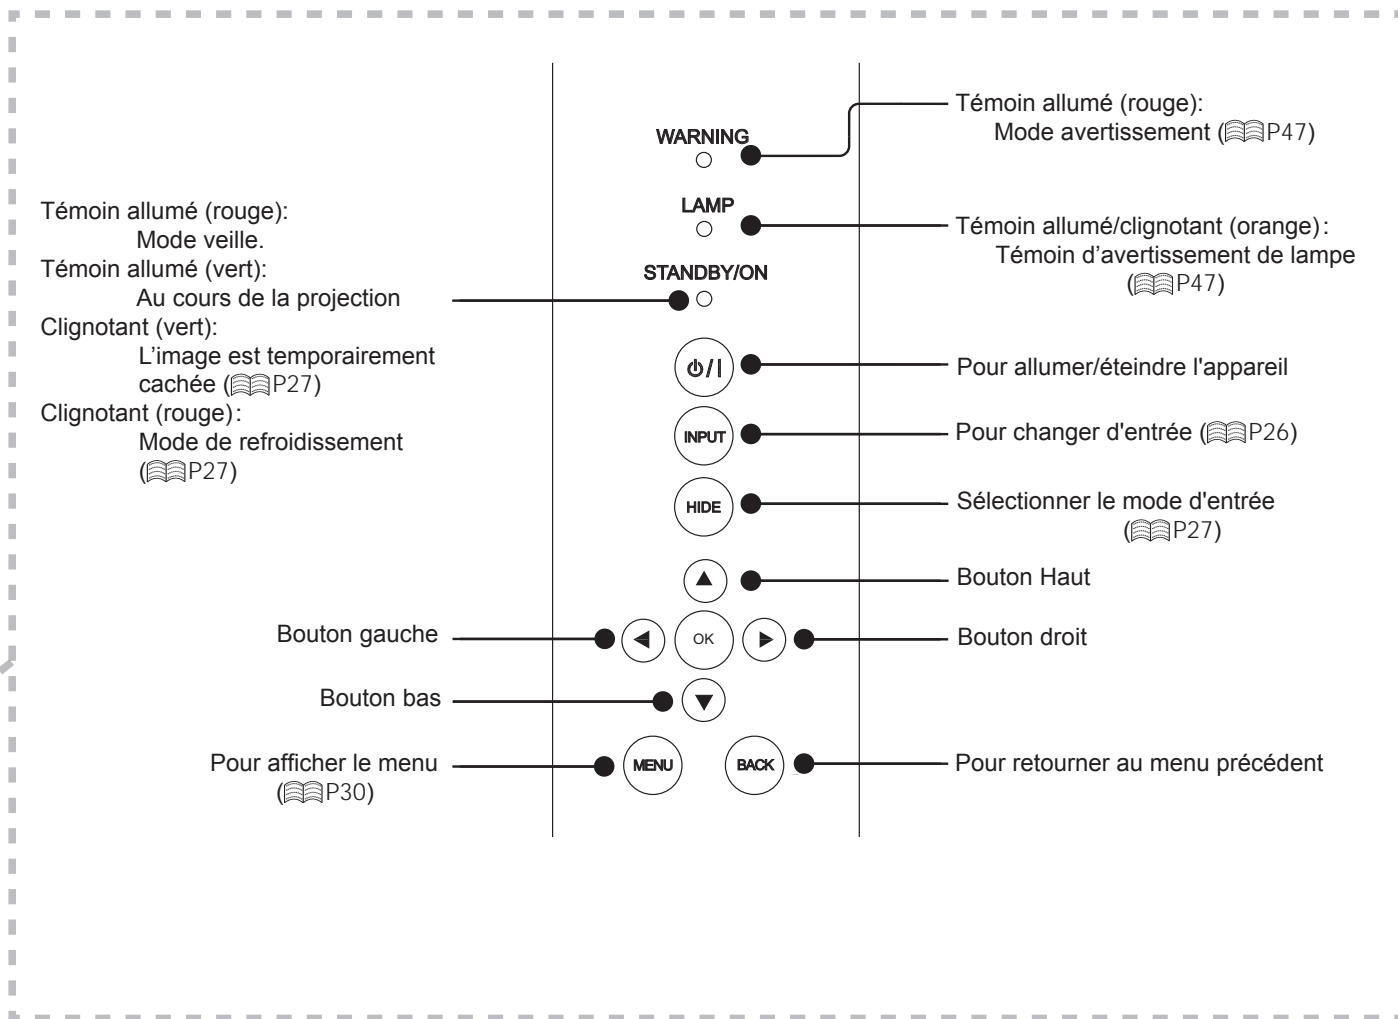 WARNING
LAMP
STANDBY/ON
⏻/I
INPUT
HIDE
OK
MENU
BACK
Témoin allumé (rouge):
Mode veille.
Témoin allumé (vert):
Au cours de la projection
Clignotant (vert):
L’image est temporairement
cachée (P27)
Clignotant (rouge):
Mode de refroidissement
(P27)
Bouton gauche
Bouton bas
Pour afficher le menu
(P30)
Témoin allumé (rouge):
Mode avertissement (P47)
Témoin allumé/clignotant (orange):
Témoin d’avertissement de lampe
(P47)
Pour allumer/éteindre l'appareil
Pour changer d'entrée (P26)
Sélectionner le mode d'entrée
(P27)
Bouton Haut
Bouton droit
Pour retourner au menu précédent